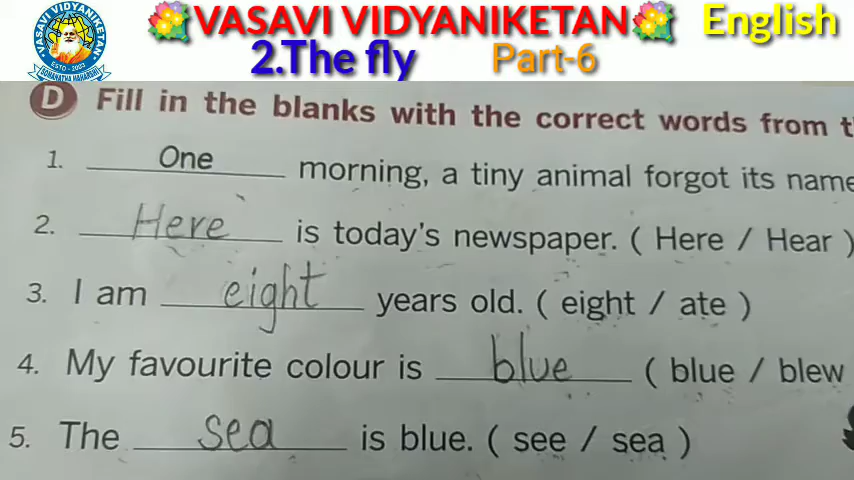 VASAVI VIDYANIKETAN English
2.The fly Part-6
VASAVI VIDYANIKETAN
ESTD - 2003
D Fill in the blanks with the correct words from
1. One morning, a tiny animal forgot its name
2. Here is today's newspaper. ( Here / Hear )
3. I am eight years old. ( eight / ate )
4. My favourite colour is blue ( blue / blew
5. The sea is blue. ( see / sea )